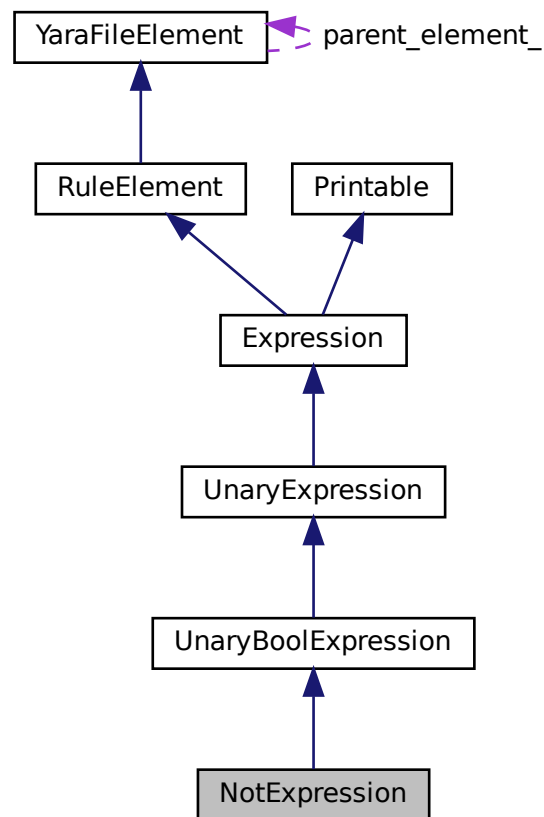 YaraFileElement
parent_element_
RuleElement
Printable
Expression
UnaryExpression
UnaryBoolExpression
NotExpression